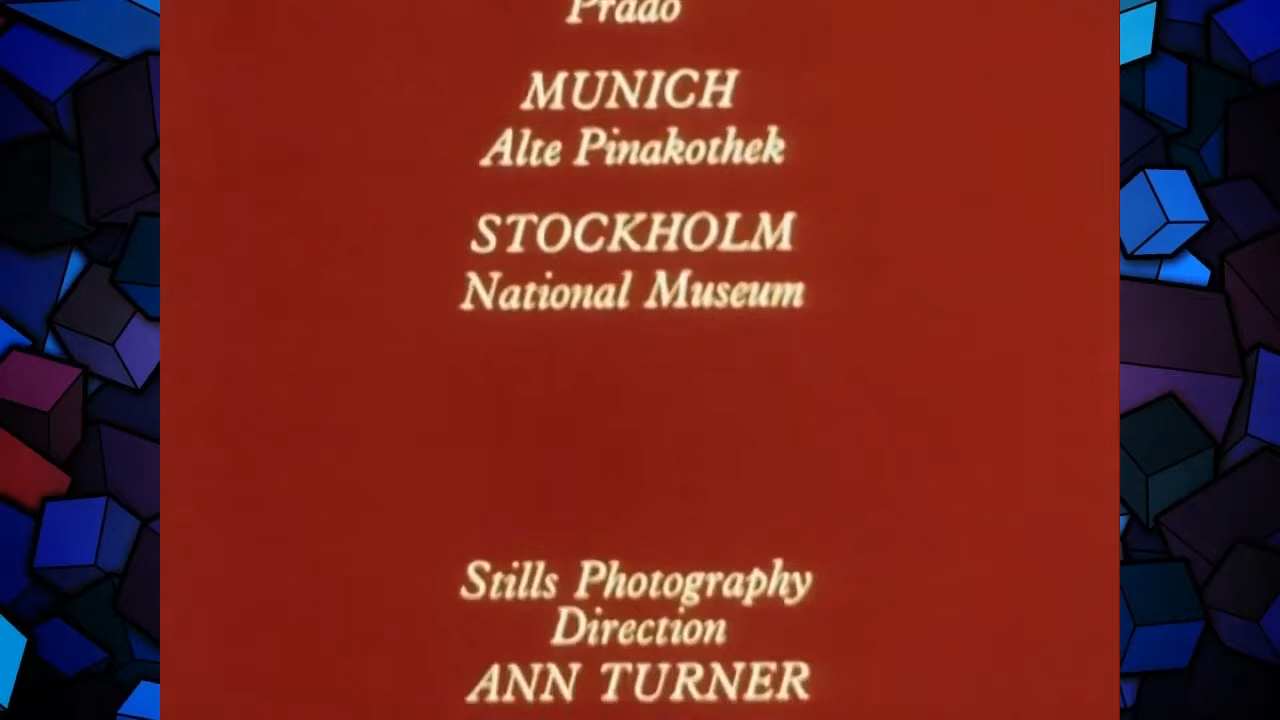 Prado
MUNICH
Alte Pinakothek
STOCKHOLM
National Museum
Stills Photography
Direction
ANN TURNER